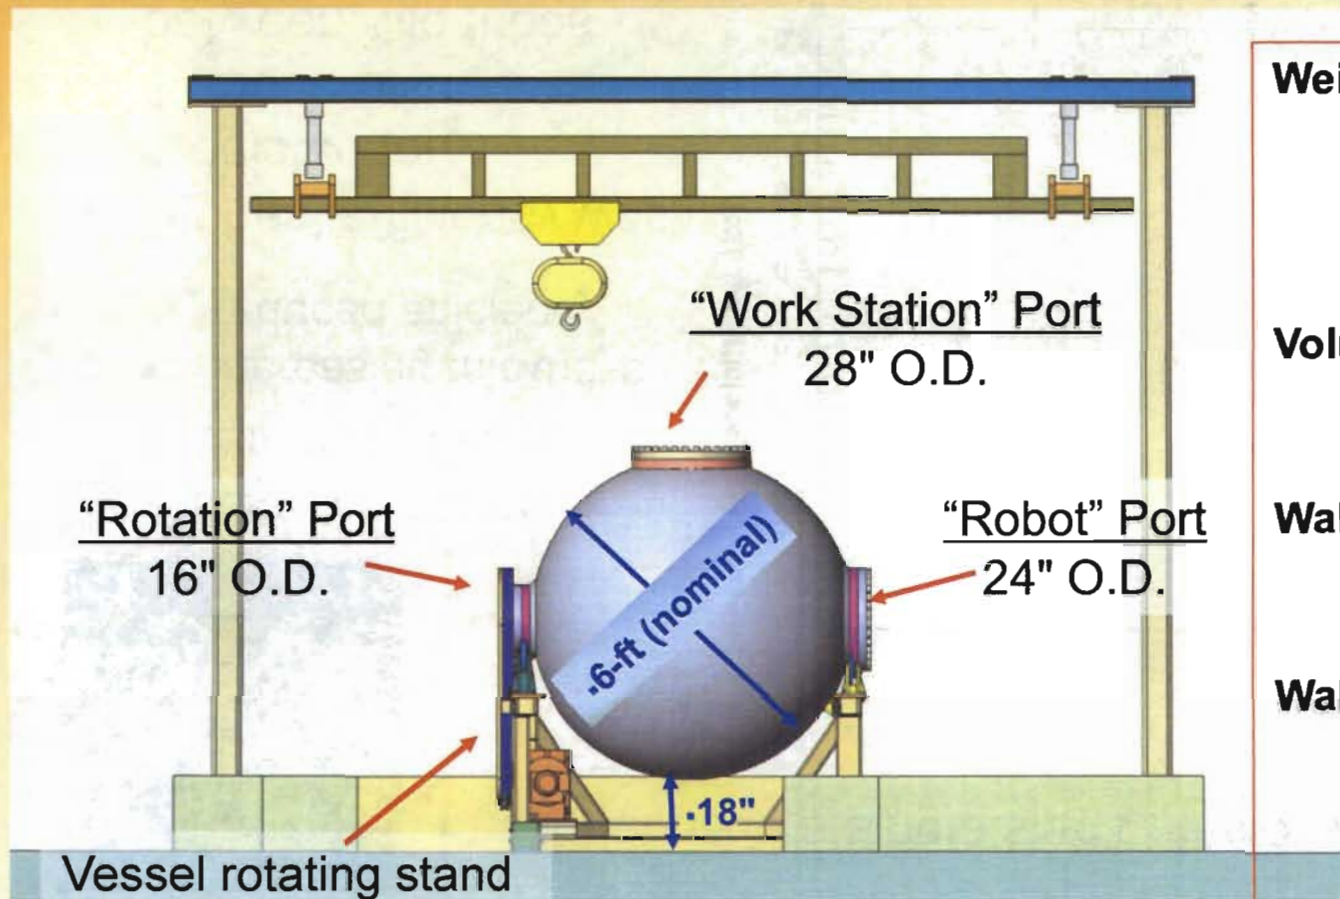 “Work Station” Port
28" O.D.
“Rotation” Port
16" O.D.
“Robot” Port
24" O.D.
.6-ft (nominal)
.18"
Vessel rotating stand
Wei
Wal
Wal